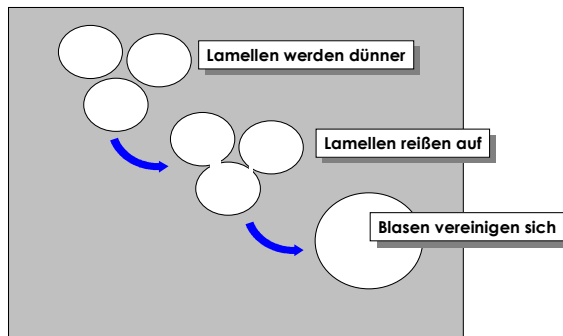 Lamellen werden dünner
Lamellen reißen auf
Blasen vereinigen sich